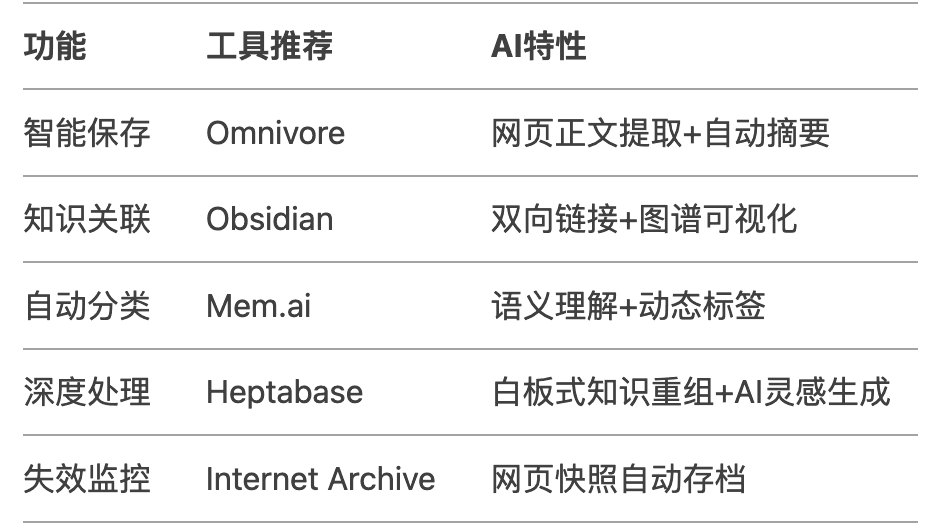 功能 工具推荐 AI特性
智能保存 Omnivore 网页正文提取+自动摘要
知识关联 Obsidian 双向链接+图谱可视化
自动分类 Mem.ai 语义理解+动态标签
深度处理 Heptabase 白板式知识重组+AI灵感生成
失效监控 Internet Archive 网页快照自动存档